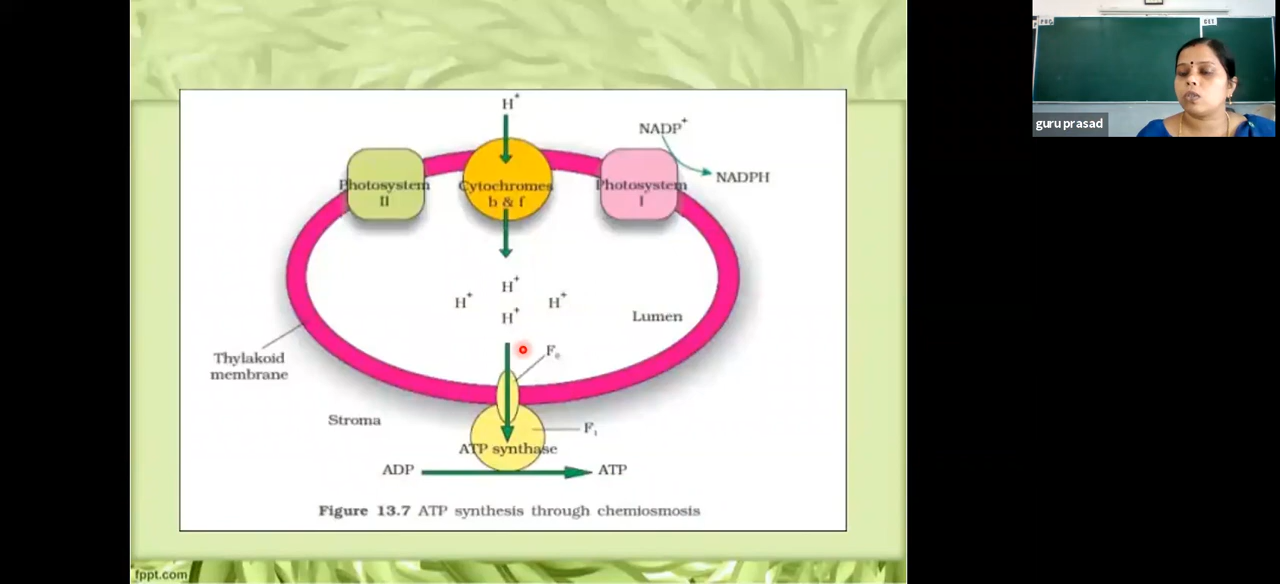 H⁺
NADP⁺
NADPH
Photosystem
II
Cytochromes
b & f
Photosystem
I
H⁺
H⁺
H⁺
H⁺
Lumen
F₀
Thylakoid
membrane
Stroma
F₁
ATP synthase
ADP
ATP
Figure 13.7 ATP synthesis through chemiosmosis
fppt.com
guru prasad